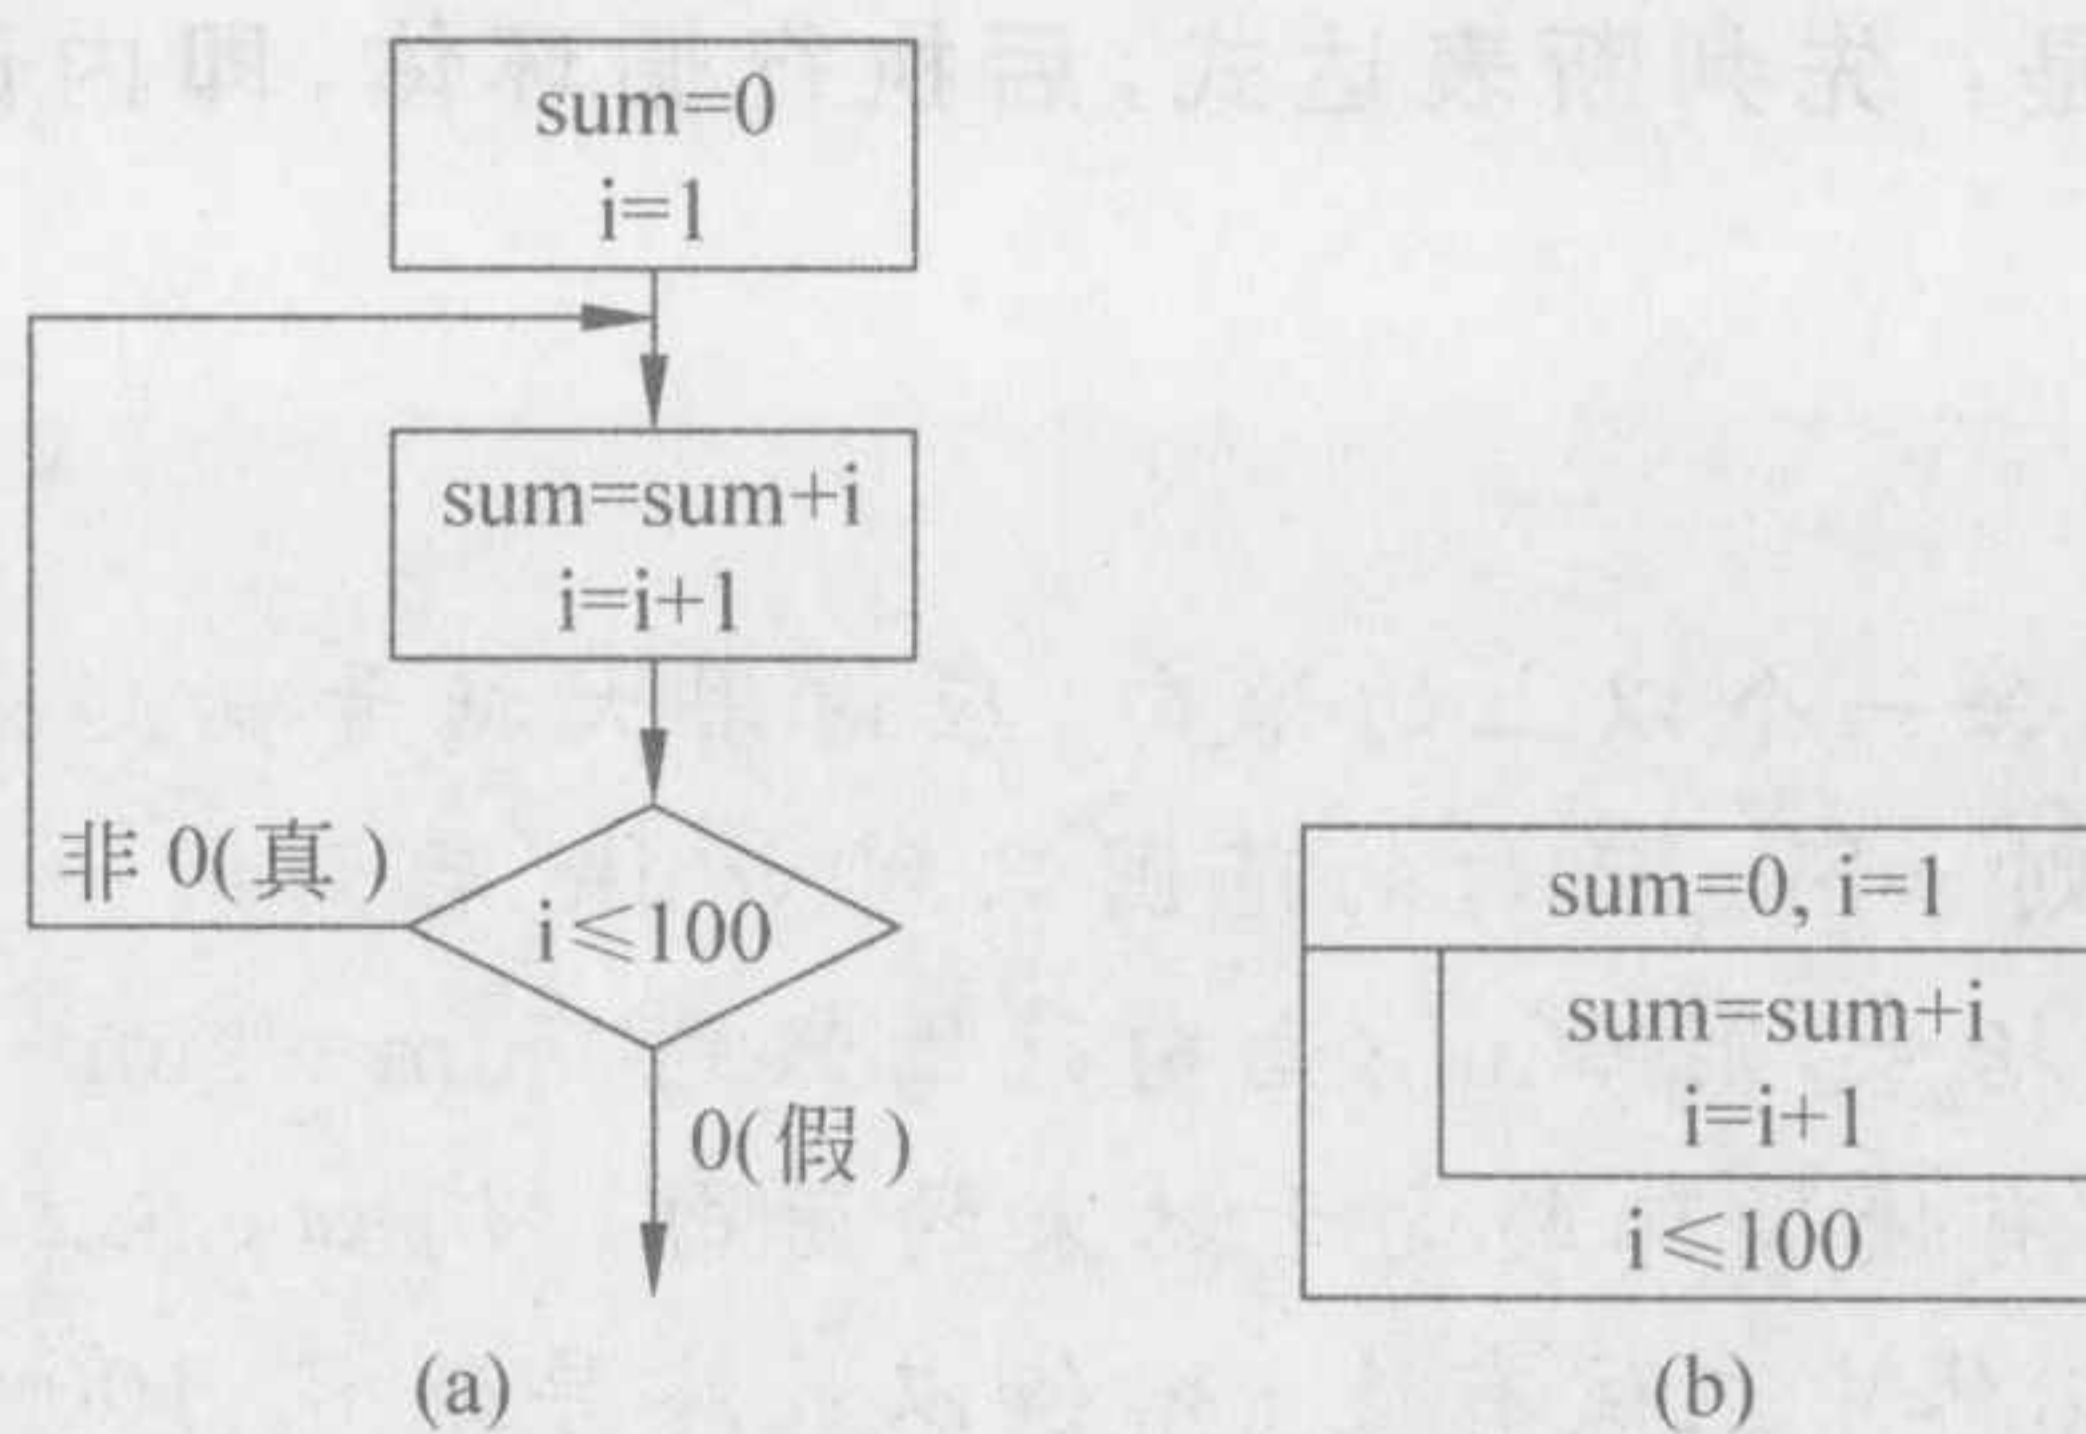 sum=0
i=1
sum=sum+i
i=i+1
非 0(真)
i≤100
0(假)
(a)
sum=0, i=1
sum=sum+i
i=i+1
i≤100
(b)